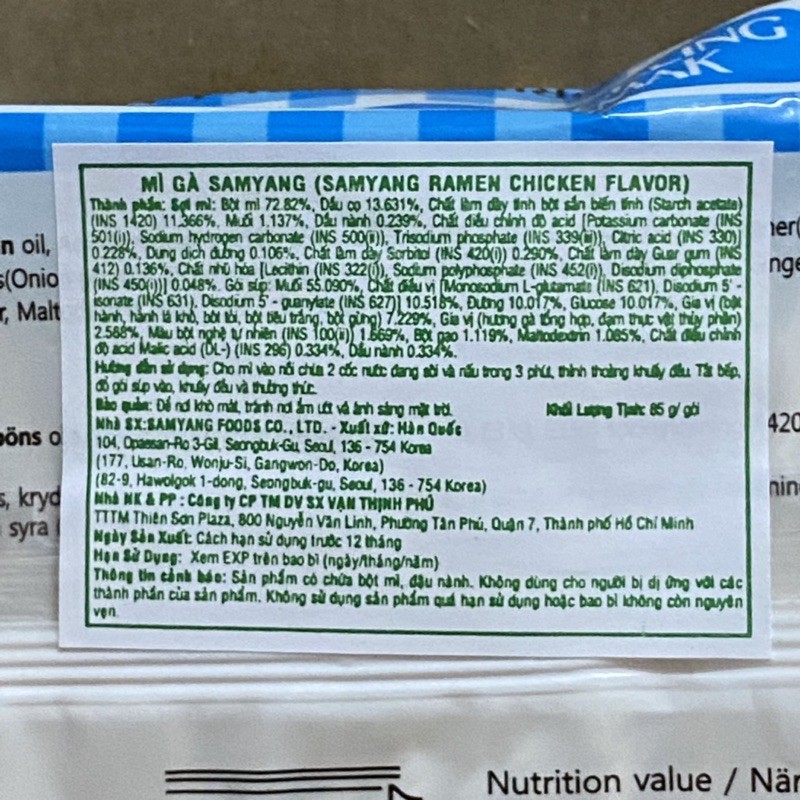 ING
AK
MÌ GÀ SAMYANG (SAMYANG RAMEN CHICKEN FLAVOR)
Thành phần: Sợi mì: Bột mì 72.82%, Dầu cọ 13.631%, Chất làm dày tinh bột sắn biến tính (Starch acetate)
(INS 1420) 11.366%, Muối 1.137%, Dầu nành 0.239%, Chất điều chỉnh độ acid [Potassium carbonate (INS
501(i)), Sodium hydrogen carbonate (INS 500(ii)), Trisodium phosphate (INS 339(iii)), Citric acid (INS 330)]
0.228%, Dung dịch đường 0.106%, Chất làm dày Sorbitol (INS 420(i)) 0.290%, Chất làm dày Guar gum (INS
412) 0.136%, Chất nhũ hóa [Lecithin (INS 322(i)), Sodium polyphosphate (INS 452(i)), Disodium diphosphate
(INS 450(i))] 0.048%. Gói súp: Muối 55.090%, Chất điều vị [Monosodium L-glutamate (INS 621), Disodium 5' -
isonate (INS 631), Disodium 5' - guanylate (INS 627)] 10.518%, Đường 10.017%, Glucose 10.017%, Gia vị (bột
hành, hành lá khô, bột tỏi, bột tiêu trắng, bột gừng) 7.229%, Gia vị (hương gà tổng hợp, đạm thực vật thủy phân)
2.588%, Màu bột nghệ tự nhiên (INS 100(ii)) 1.669%, Bột gạo 1.119%, Maltodextrin 1.085%, Chất điều chỉnh
độ acid Malic acid (DL-) (INS 296) 0.334%, Dầu nành 0.334%.
Hướng dẫn sử dụng: Cho mì vào nồi chứa 2 cốc nước đang sôi và nấu trong 3 phút, thỉnh thoảng khuấy đều. Tắt bếp,
đổ gói súp vào, khuấy đều và thưởng thức.
Bảo quản: Để nơi khô mát, tránh nơi ẩm ướt và ánh sáng mặt trời. Khối Lượng Tịnh: 85 g/ gói
Nhà SX:SAMYANG FOODS CO., LTD. - Xuất xứ: Hàn Quốc
104, Opassan-Ro 3-Gil, Seongbuk-Gu, Seoul, 136 - 754 Korea
(177, Usan-Ro, Wonju-Si, Gangwon-Do, Korea)
(82-9, Hawolgok 1-dong, Seongbuk-gu, Seoul, 136 - 754 Korea)
Nhà NK & PP : Công ty CP TM DV SX VẠN THỊNH PHÚ
TTTM Thiên Sơn Plaza, 800 Nguyễn Văn Linh, Phường Tân Phú, Quận 7, Thành phố Hồ Chí Minh
Ngày Sản Xuất: Cách hạn sử dụng trước 12 tháng
Hạn Sử Dụng: Xem EXP trên bao bì (ngày/tháng/năm)
Thông tin cảnh báo: Sản phẩm có chứa bột mì, đậu nành. Không dùng cho người bị dị ứng với các
thành phần của sản phẩm. Không sử dụng sản phẩm quá hạn sử dụng hoặc bao bì không còn nguyên
vẹn.
n oil,
s(Onio
r, Malt
öns o
s, kryd
syra
ner(
nge
420
nin
Nutrition value / När